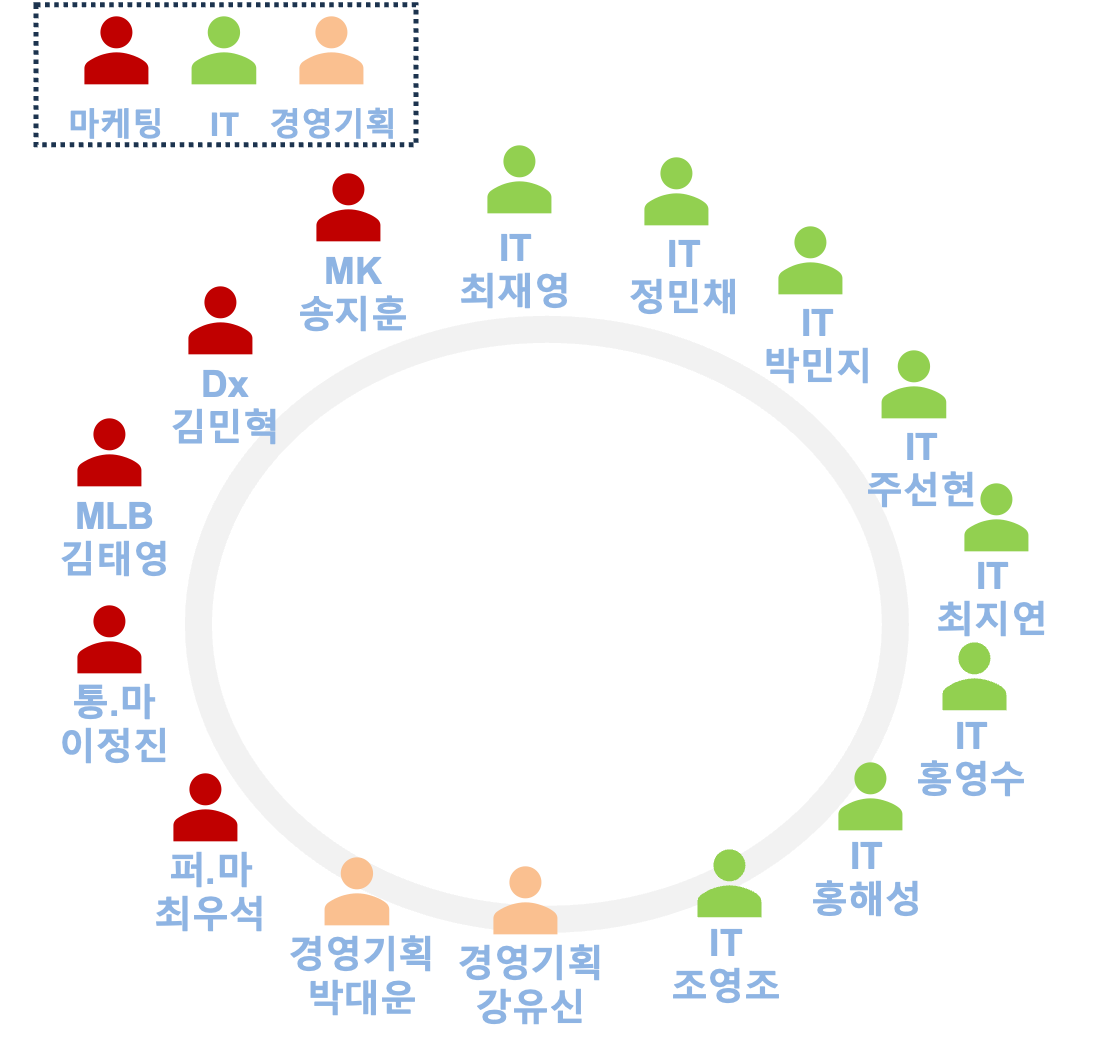 마케팅 IT 경영기획
MK
송지훈
IT
최재영
IT
정민채
IT
박민지
Dx
김민혁
IT
주선현
MLB
김태영
IT
최지연
통.마
이정진
IT
홍영수
퍼.마
최우석
IT
홍해성
경영기획
박대운
경영기획
강유신
IT
조영조